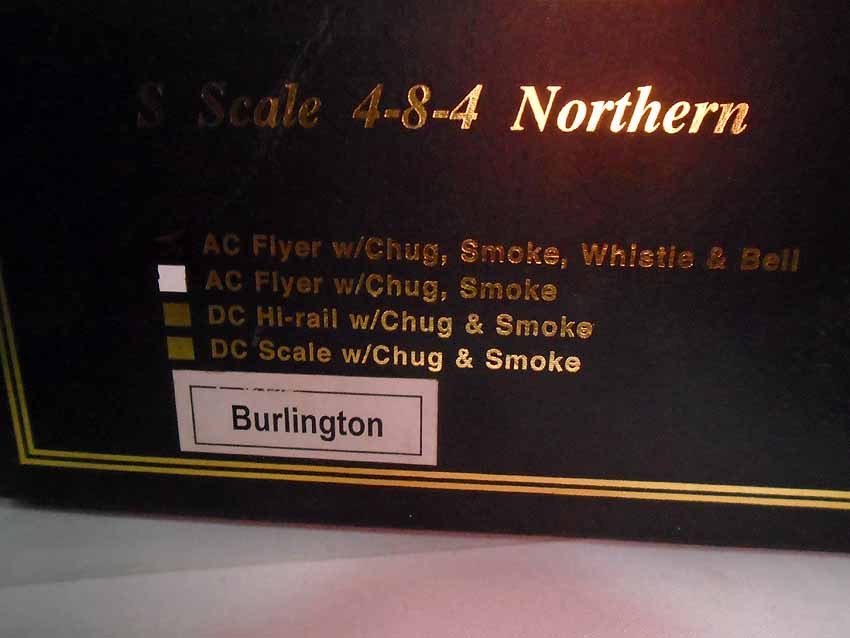 S Scale 4-8-4 Northern
AC Flyer w/Chug, Smoke, Whistle & Bell
AC Flyer w/Chug, Smoke
DC Hi-rail w/Chug & Smoke
DC Scale w/Chug & Smoke
Burlington